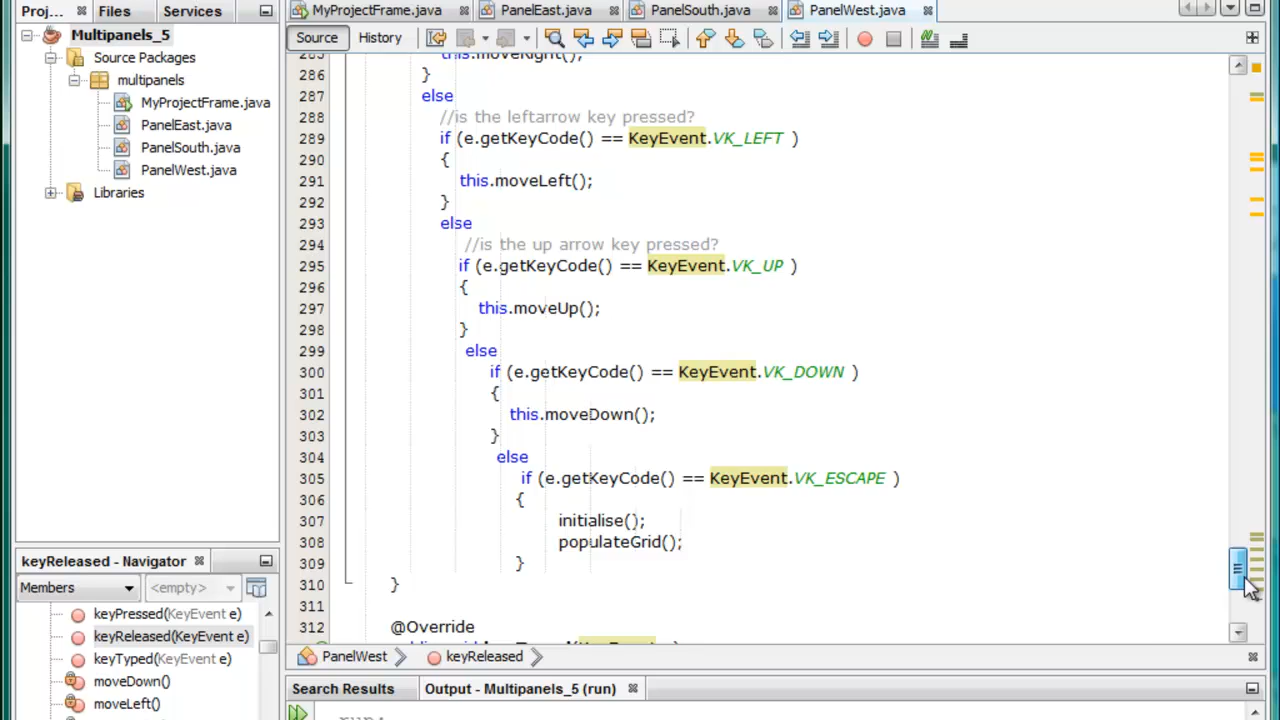 Proj... Files Services
MyProjectFrame.java PanelEast.java PanelSouth.java PanelWest.java
Source History
Multipanels_5
Source Packages
multipanels
MyProjectFrame.java
PanelEast.java
PanelSouth.java
PanelWest.java
Libraries
285 this.moveRight();
286 }
287 else
288 //is the leftarrow key pressed?
289 if (e.getKeyCode() == KeyEvent.VK_LEFT )
290 {
291 this.moveLeft();
292 }
293 else
294 //is the up arrow key pressed?
295 if (e.getKeyCode() == KeyEvent.VK_UP )
296 {
297 this.moveUp();
298 }
299 else
300 if (e.getKeyCode() == KeyEvent.VK_DOWN )
301 {
302 this.moveDown();
303 }
304 else
305 if (e.getKeyCode() == KeyEvent.VK_ESCAPE )
306 {
307 initialise();
308 populateGrid();
309 }
310 }
311
312 @Override
keyReleased - Navigator
Members <empty>
keyPressed(KeyEvent e)
keyReleased(KeyEvent e)
keyTyped(KeyEvent e)
moveDown()
moveLeft()
PanelWest keyReleased
Search Results Output - Multipanels_5 (run)
run: